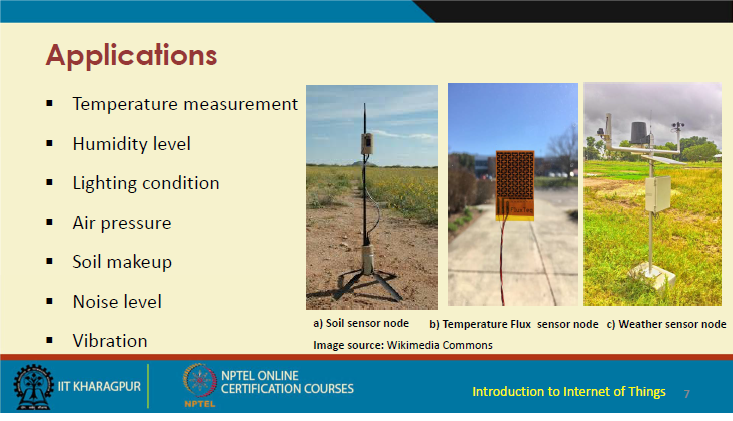 Applications
▪ Temperature measurement
▪ Humidity level
▪ Lighting condition
▪ Air pressure
▪ Soil makeup
▪ Noise level
▪ Vibration
a) Soil sensor node
b) Temperature Flux sensor node
c) Weather sensor node
Image source: Wikimedia Commons
IIT KHARAGPUR
NPTEL
NPTEL ONLINE
CERTIFICATION COURSES
Introduction to Internet of Things
7